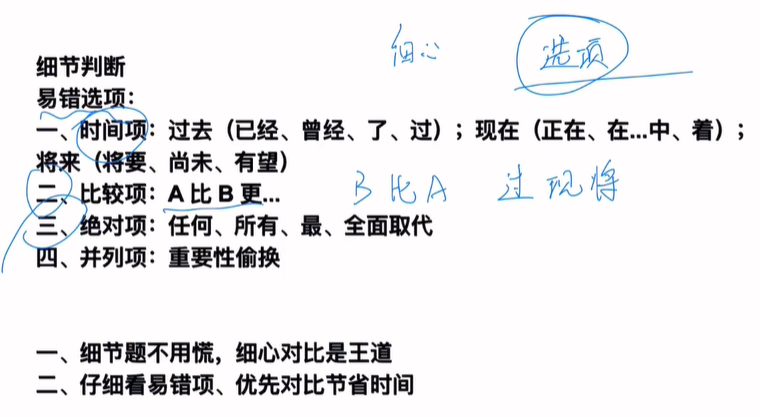 细心 选项
细节判断
易错选项：
一、时间项：过去（已经、曾经、了、过）；现在（正在、在...中、着）；
将来（将要、尚未、有望）
二、比较项：A 比 B 更...
B比A 过现将
三、绝对项：任何、所有、最、全面取代
四、并列项：重要性偷换
一、细节题不用慌，细心对比是王道
二、仔细看易错项、优先对比节省时间